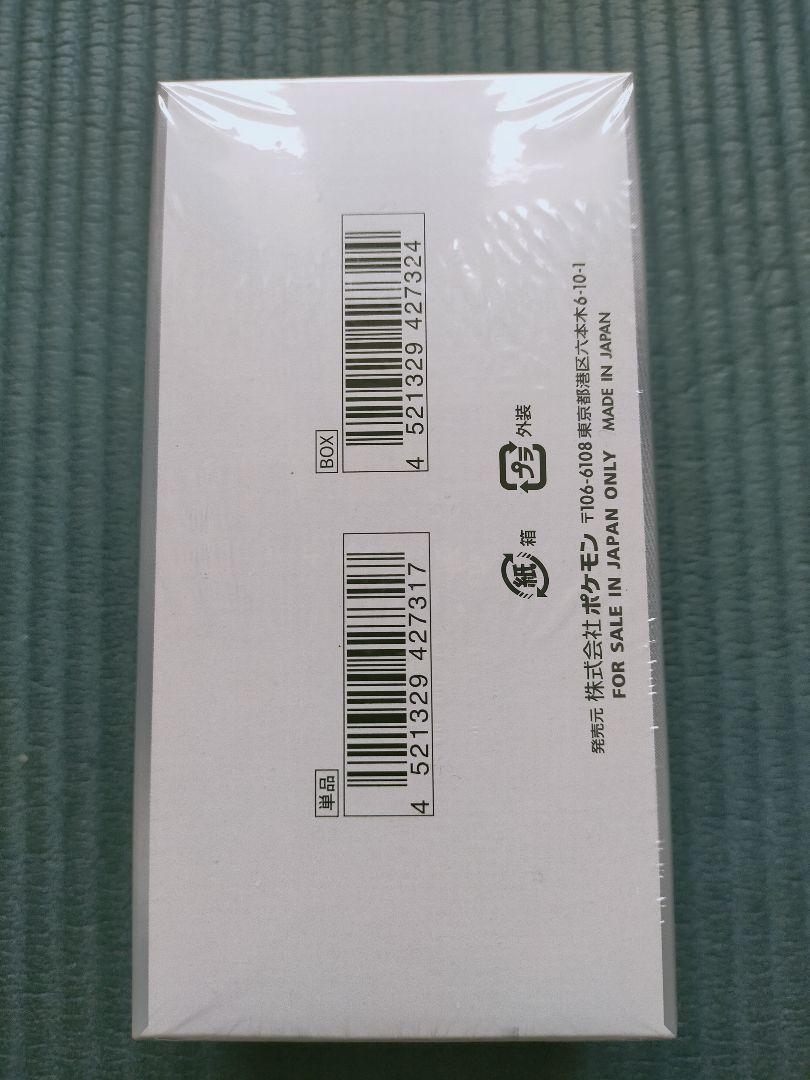 単品
4 521329 427317
BOX
4 521329 427324
紙 箱
プラ 外装
発売元 株式会社 ポケモン 〒106-6108 東京都港区六本木6-10-1
FOR SALE IN JAPAN ONLY MADE IN JAPAN